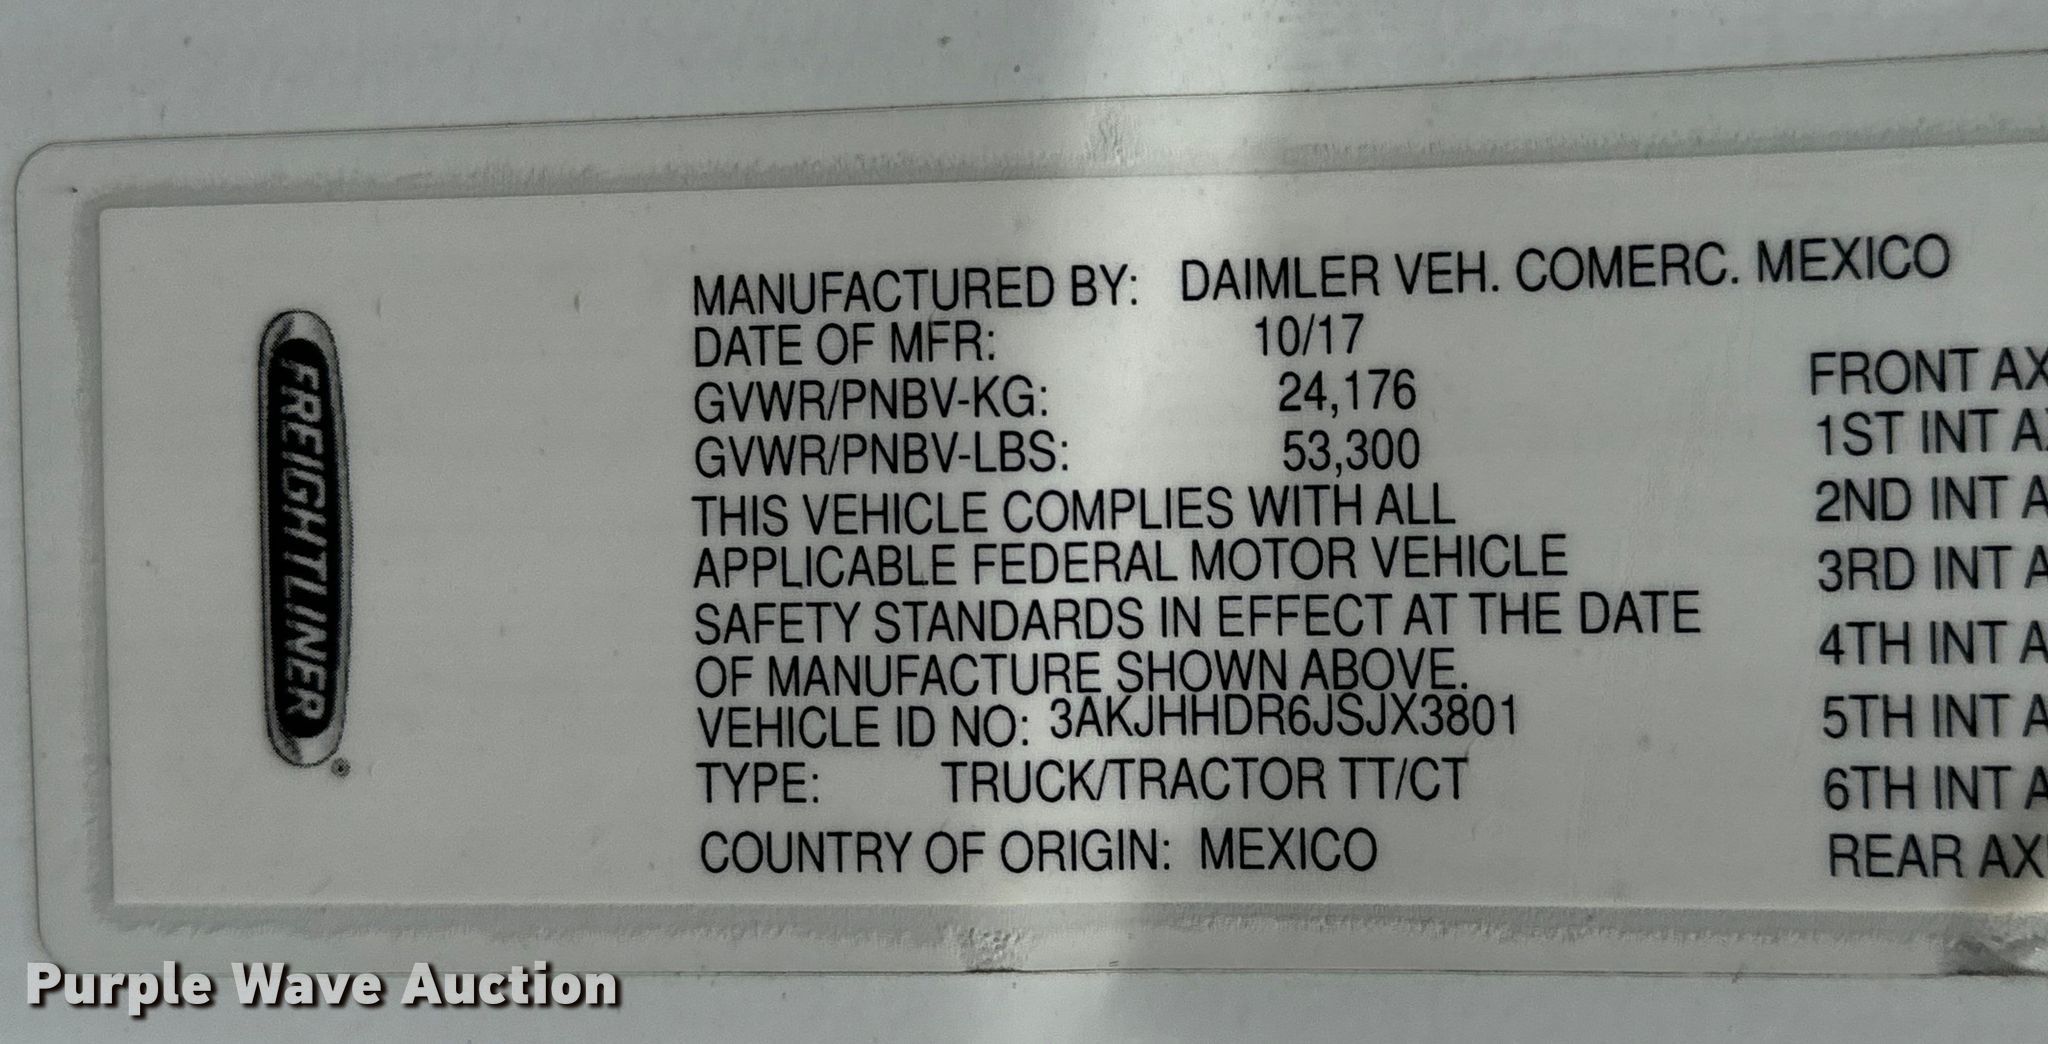 FREIGHTLINER
MANUFACTURED BY: DAIMLER VEH. COMERC. MEXICO
DATE OF MFR: 10/17
GVWR/PNBV-KG: 24,176
GVWR/PNBV-LBS: 53,300
THIS VEHICLE COMPLIES WITH ALL
APPLICABLE FEDERAL MOTOR VEHICLE
SAFETY STANDARDS IN EFFECT AT THE DATE
OF MANUFACTURE SHOWN ABOVE.
VEHICLE ID NO: 3AKJHHDR6JSJX3801
TYPE: TRUCK/TRACTOR TT/CT
COUNTRY OF ORIGIN: MEXICO
FRONT AX
1ST INT A
2ND INT A
3RD INT A
4TH INT A
5TH INT A
6TH INT A
REAR AX
Purple Wave Auction